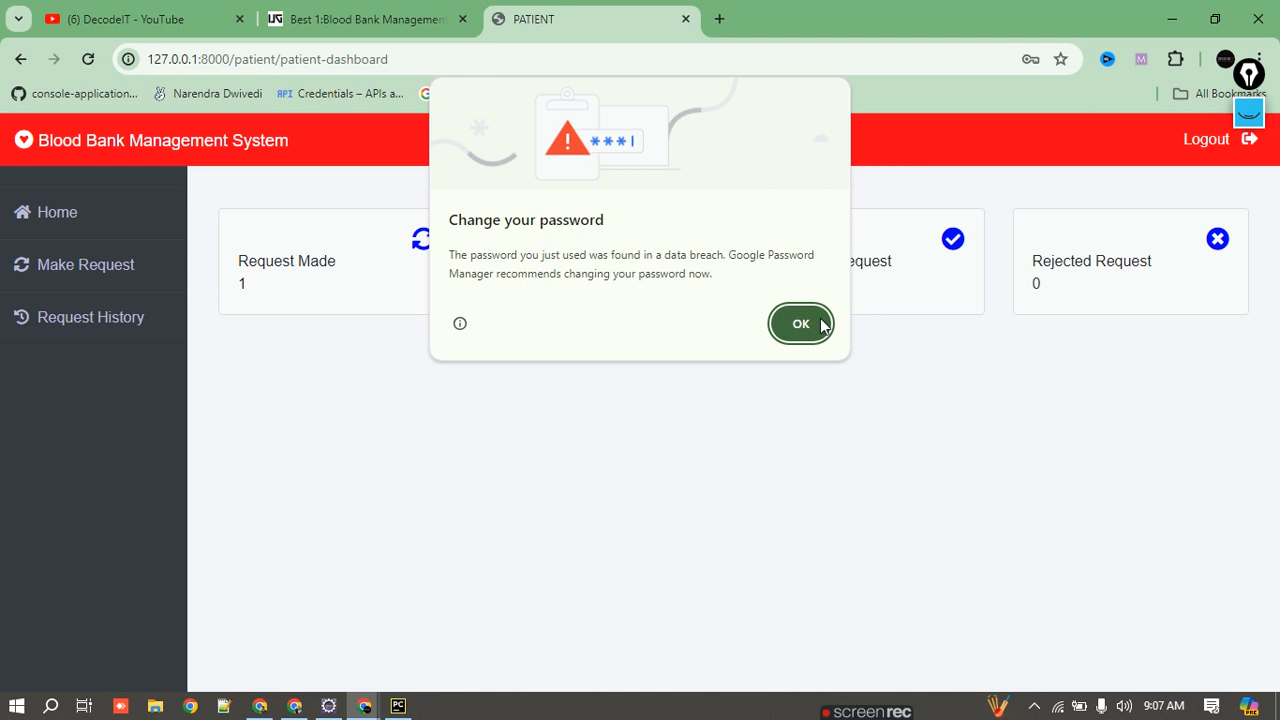 (6) DecodeIT - YouTube
Best 1:Blood Bank Management
PATIENT
127.0.0.1:8000/patient/patient-dashboard
console-application...
Narendra Dwivedi
API Credentials – APIs a...
All Bookmarks
Blood Bank Management System
Logout
Home
Make Request
Request History
Request Made
1
***|
Change your password
The password you just used was found in a data breach. Google Password
Manager recommends changing your password now.
OK
equest
Rejected Request
0
9:07 AM
screenrec